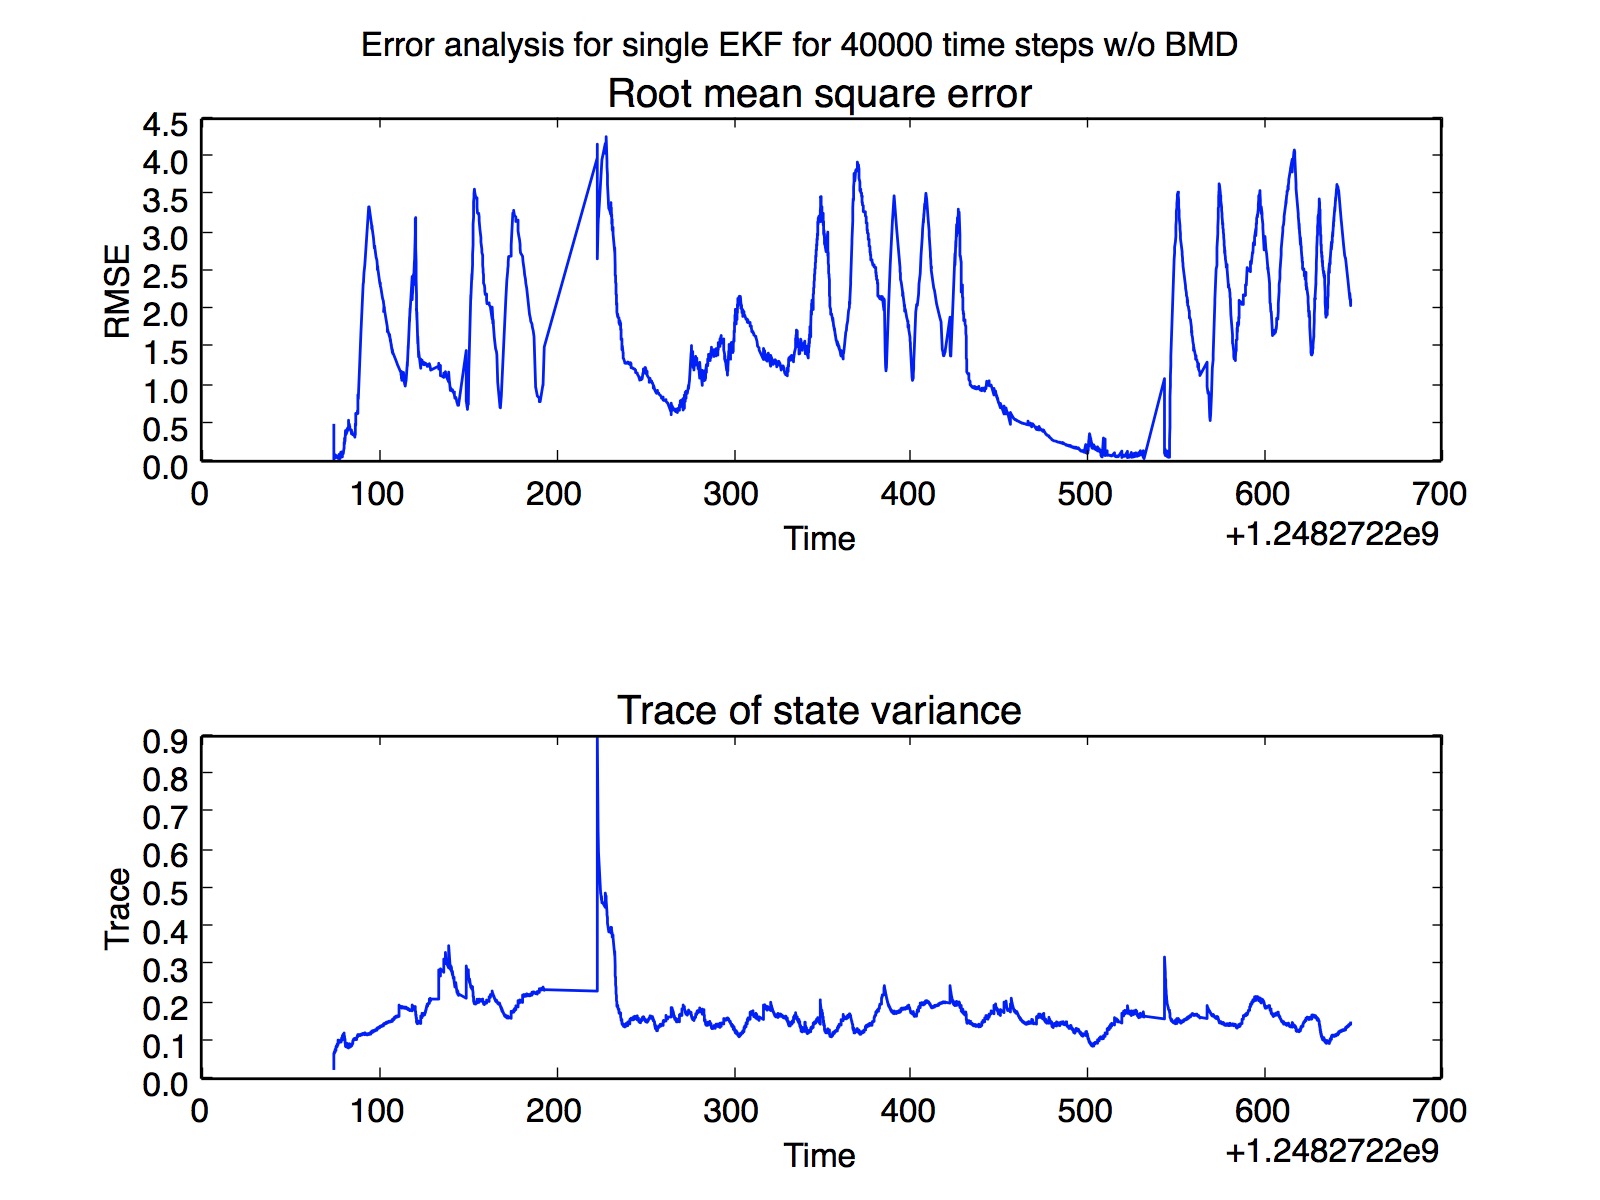 Error analysis for single EKF for 40000 time steps w/o BMD
Root mean square error
4.5
4.0
3.5
3.0
2.5
2.0
1.5
1.0
0.5
0.0
RMSE
0 100 200 300 400 500 600 700
Time
+1.2482722e9
Trace of state variance
0.9
0.8
0.7
0.6
0.5
0.4
0.3
0.2
0.1
0.0
Trace
0 100 200 300 400 500 600 700
Time
+1.2482722e9